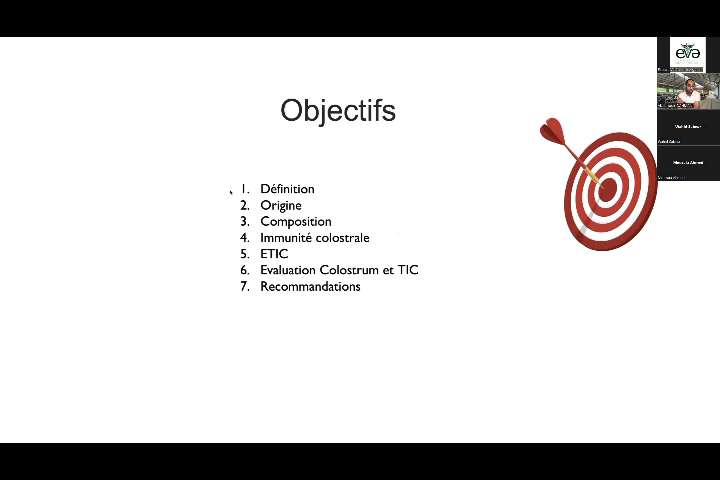 Objectifs
1. Définition
2. Origine
3. Composition
4. Immunité colostrale
5. ETIC
6. Evaluation Colostrum et TIC
7. Recommandations
eva